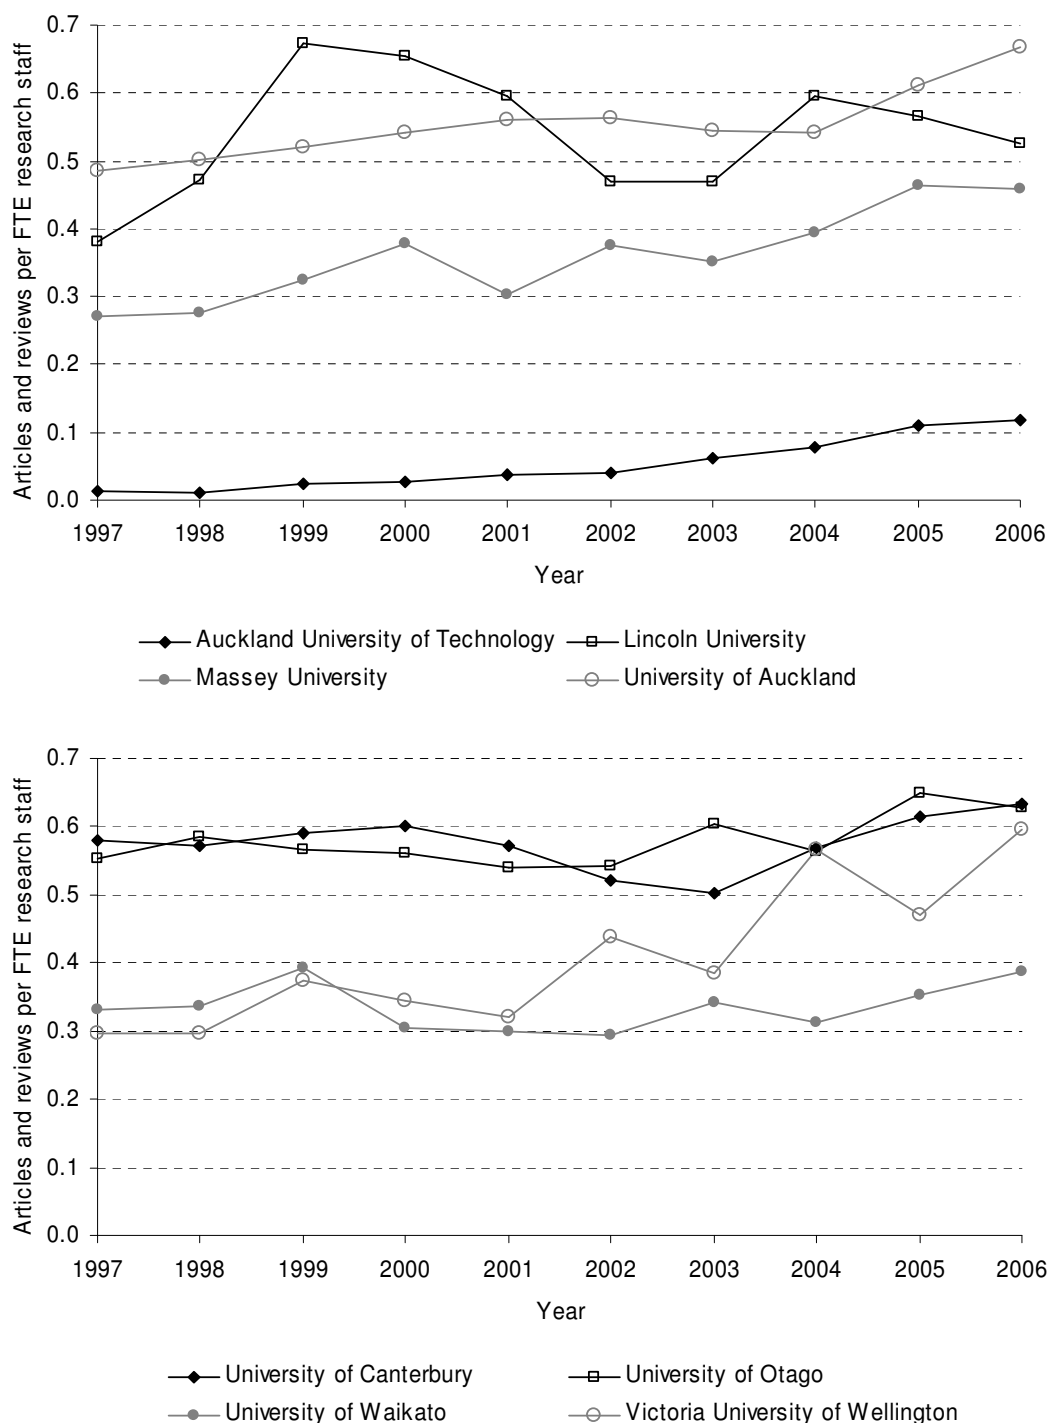 Articles and reviews per FTE research staff
0.7
0.6
0.5
0.4
0.3
0.2
0.1
0.0
1997 1998 1999 2000 2001 2002 2003 2004 2005 2006
Year
Auckland University of Technology Lincoln University
Massey University University of Auckland
Articles and reviews per FTE research staff
0.7
0.6
0.5
0.4
0.3
0.2
0.1
0.0
1997 1998 1999 2000 2001 2002 2003 2004 2005 2006
Year
University of Canterbury University of Otago
University of Waikato Victoria University of Wellington